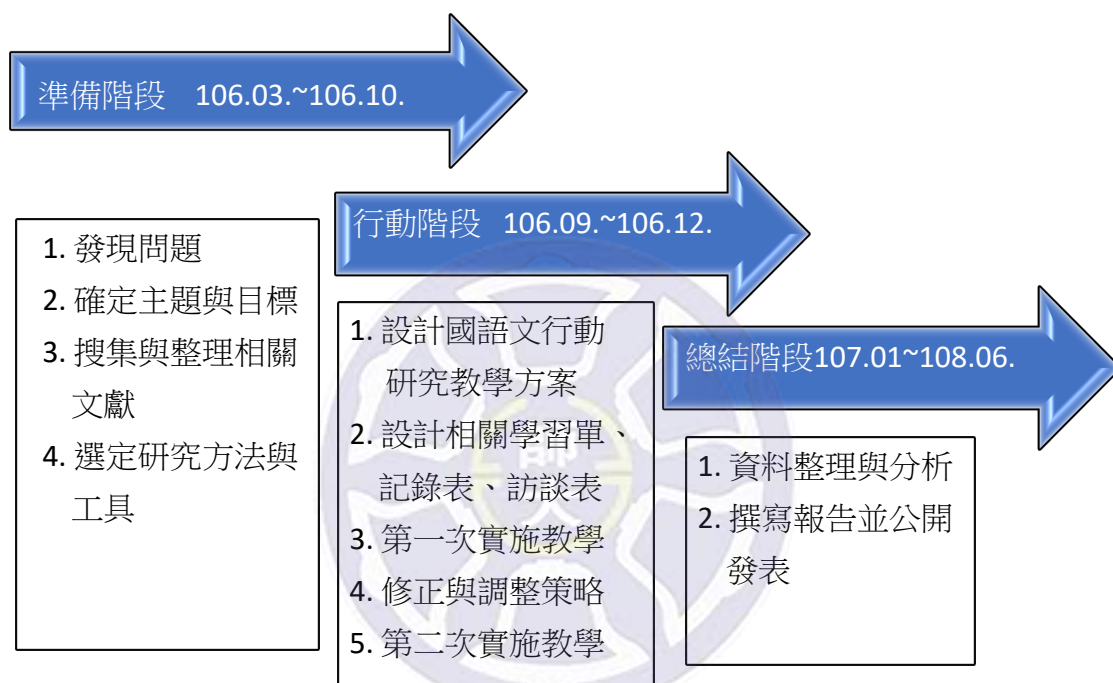 準備階段 106.03.~106.10.
1. 發現問題
2. 確定主題與目標
3. 搜集與整理相關
文獻
4. 選定研究方法與
工具
行動階段 106.09.~106.12.
1. 設計國語文行動
研究教學方案
2. 設計相關學習單、
記錄表、訪談表
3. 第一次實施教學
4. 修正與調整策略
5. 第二次實施教學
總結階段107.01~108.06.
1. 資料整理與分析
2. 撰寫報告並公開
發表
師